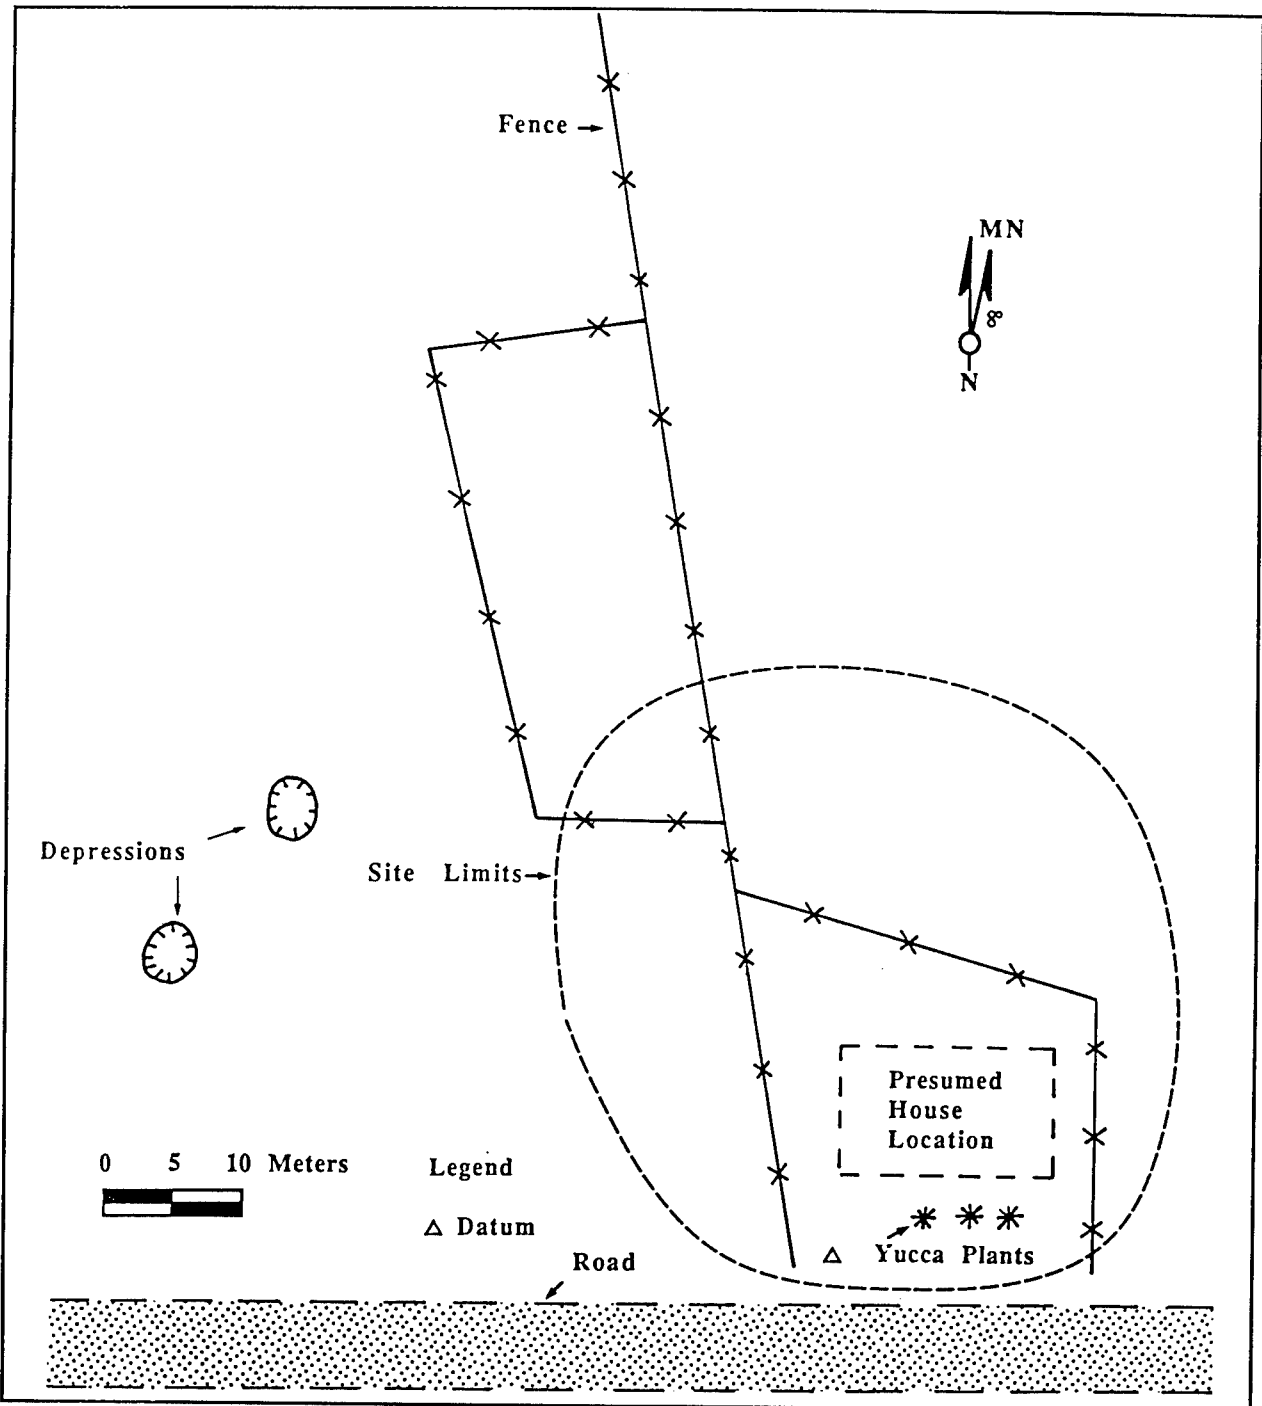 Fence
MN
8
N
Depressions
Site Limits
Presumed
House
Location
0 5 10 Meters
Legend
Datum
Yucca Plants
Road